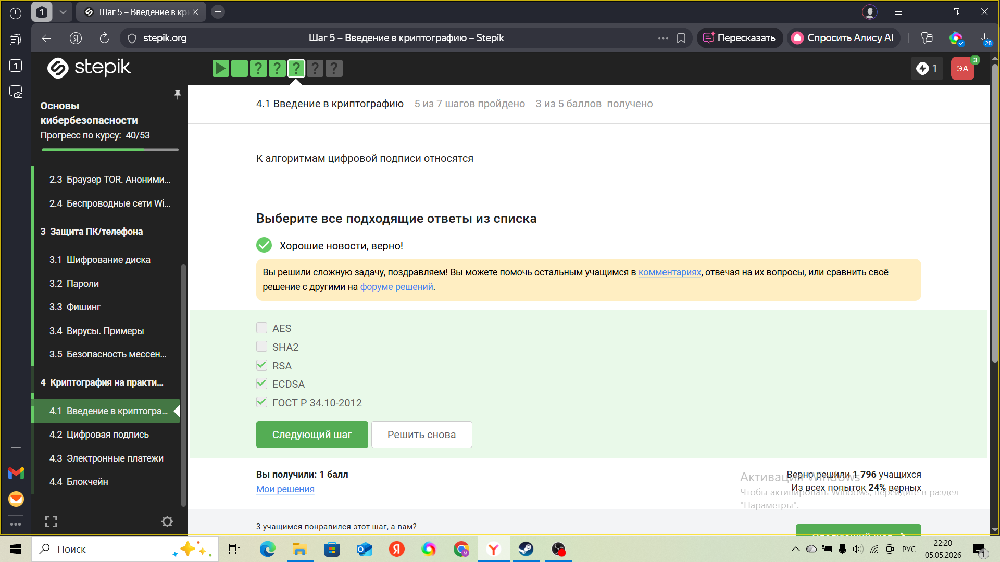 1
Шаг 5 – Введение в кри
stepik.org
Шаг 5 – Введение в криптографию – Stepik
Пересказать
Спросить Алису AI
28
1
stepik
? ? ? ? ?
1
ЭА
3
Основы
кибербезопасности
Прогресс по курсу: 40/53
2.3 Браузер TOR. Аноними...
2.4 Беспроводные сети Wi...
3 Защита ПК/телефона
3.1 Шифрование диска
3.2 Пароли
3.3 Фишинг
3.4 Вирусы. Примеры
3.5 Безопасность мессен...
4 Криптография на практи...
4.1 Введение в криптогра...
4.2 Цифровая подпись
4.3 Электронные платежи
4.4 Блокчейн
4.1 Введение в криптографию 5 из 7 шагов пройдено 3 из 5 баллов получено
К алгоритмам цифровой подписи относятся
Выберите все подходящие ответы из списка
Хорошие новости, верно!
Вы решили сложную задачу, поздравляем! Вы можете помочь остальным учащимся в комментариях, отвечая на их вопросы, или сравнить своё
решение с другими на форуме решений.
AES
SHA2
RSA
ECDSA
ГОСТ Р 34.10-2012
Следующий шаг
Решить снова
Вы получили: 1 балл
Мои решения
Верно решили 1 796 учащихся
Из всех попыток 24% верных
Активация Windows
Чтобы активировать Windows, перейдите в раздел
"Параметры".
3 учащимся понравился этот шаг, а вам?
Поиск
РУС
22:20
05.05.2026
1